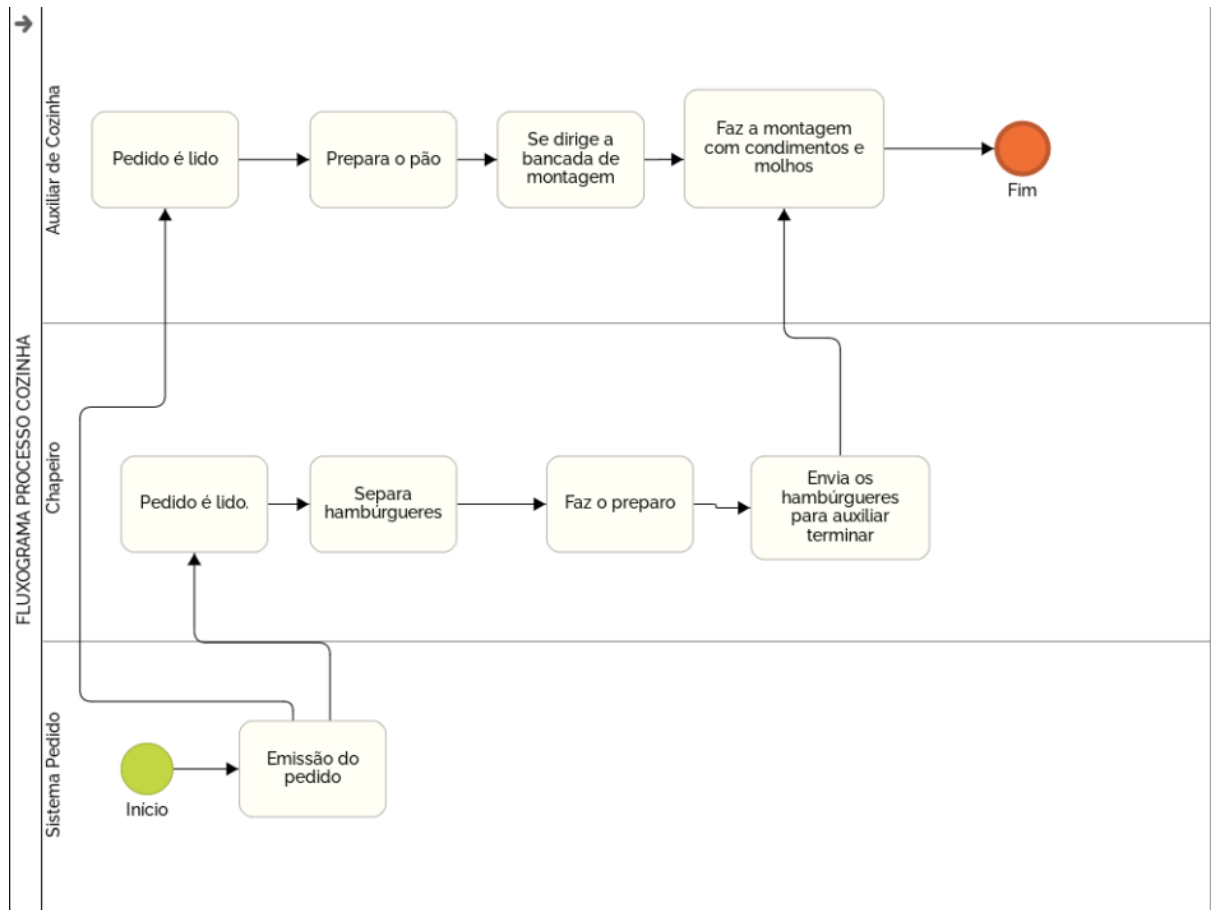 FLUXOGRAMA PROCESSO COZINHA
Auxiliar de Cozinha
Pedido é lido
Prepara o pão
Se dirige a
bancada de
montagem
Faz a montagem
com condimentos e
molhos
Fim
Chapeiro
Pedido é lido.
Separa
hambúrgueres
Faz o preparo
Envia os
hambúrgueres
para auxiliar
terminar
Sistema Pedido
Início
Emissão do
pedido